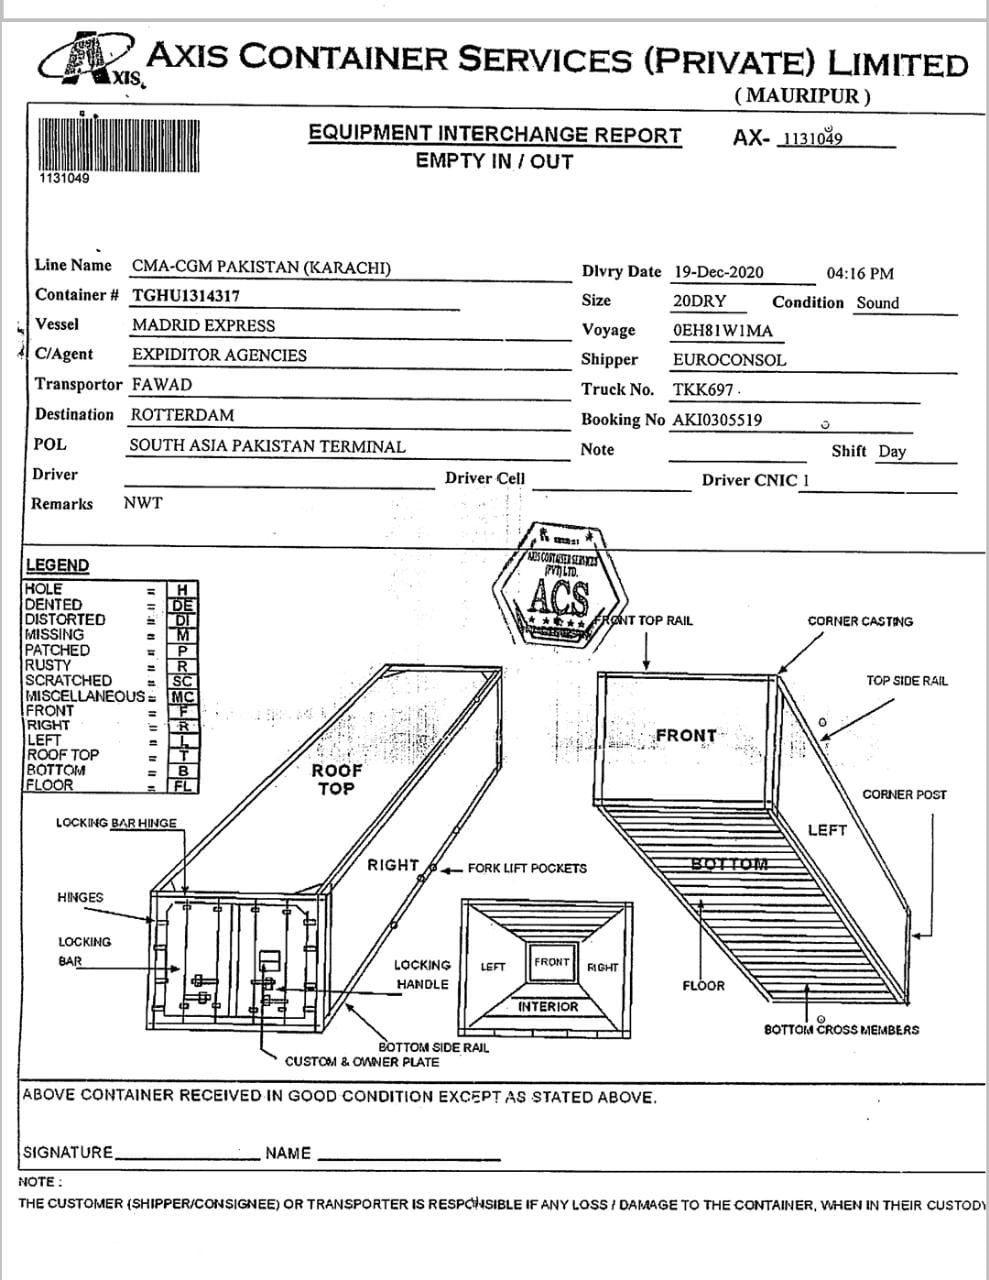 AXIS.
AXIS CONTAINER SERVICES (PRIVATE) LIMITED
( MAURIPUR )
EQUIPMENT INTERCHANGE REPORT
EMPTY IN / OUT
AX- 1131049
1131049
Line Name CMA-CGM PAKISTAN (KARACHI)
Dlvry Date 19-Dec-2020 04:16 PM
Container # TGHU1314317
Size 20DRY Condition Sound
Vessel MADRID EXPRESS
Voyage 0EH81W1MA
C/Agent EXPIDITOR AGENCIES
Shipper EUROCONSOL
Transportor FAWAD
Truck No. TKK697
Destination ROTTERDAM
Booking No AKI0305519
POL SOUTH ASIA PAKISTAN TERMINAL
Note Shift Day
Driver Driver Cell Driver CNIC 1
Remarks NWT
LEGEND
HOLE = H
DENTED = DE
DISTORTED = DI
MISSING = M
PATCHED = P
RUSTY = R
SCRATCHED = SC
MISCELLANEOUS = MC
FRONT = F
RIGHT = R
LEFT = L
ROOF TOP = T
BOTTOM = B
FLOOR = FL
AXIS CONTAINER SERVICES
(PVT) LTD.
ACS
FRONT TOP RAIL
CORNER CASTING
TOP SIDE RAIL
FRONT
ROOF
TOP
CORNER POST
LOCKING BAR HINGE
LEFT
RIGHT
FORK LIFT POCKETS
BOTTOM
HINGES
LOCKING
BAR
LOCKING
HANDLE
LEFT FRONT RIGHT
INTERIOR
FLOOR
BOTTOM CROSS MEMBERS
BOTTOM SIDE RAIL
CUSTOM & OWNER PLATE
ABOVE CONTAINER RECEIVED IN GOOD CONDITION EXCEPT AS STATED ABOVE.
SIGNATURE NAME
NOTE :
THE CUSTOMER (SHIPPER/CONSIGNEE) OR TRANSPORTER IS RESPONSIBLE IF ANY LOSS / DAMAGE TO THE CONTAINER, WHEN IN THEIR CUSTODY